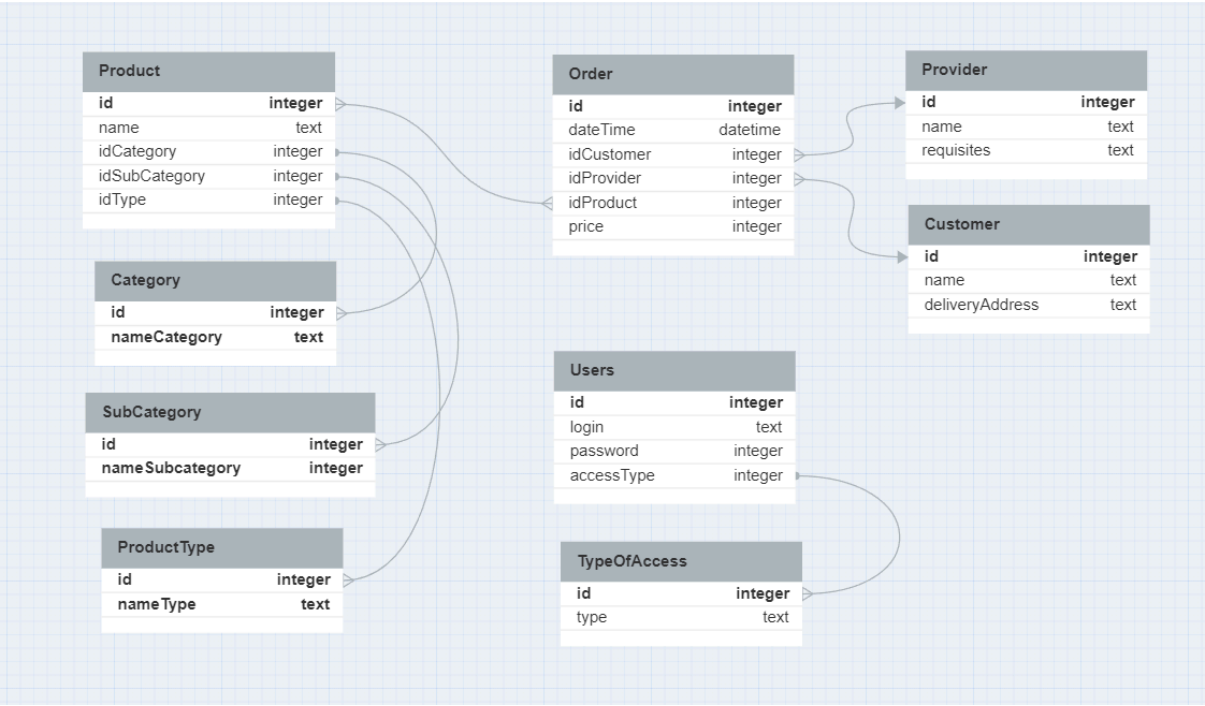 Product
id integer
name text
idCategory integer
idSubCategory integer
idType integer
Category
id integer
nameCategory text
SubCategory
id integer
nameSubcategory integer
ProductType
id integer
nameType text
Order
id integer
dateTime datetime
idCustomer integer
idProvider integer
idProduct integer
price integer
Users
id integer
login text
password integer
accessType integer
TypeOfAccess
id integer
type text
Provider
id integer
name text
requisites text
Customer
id integer
name text
deliveryAddress text